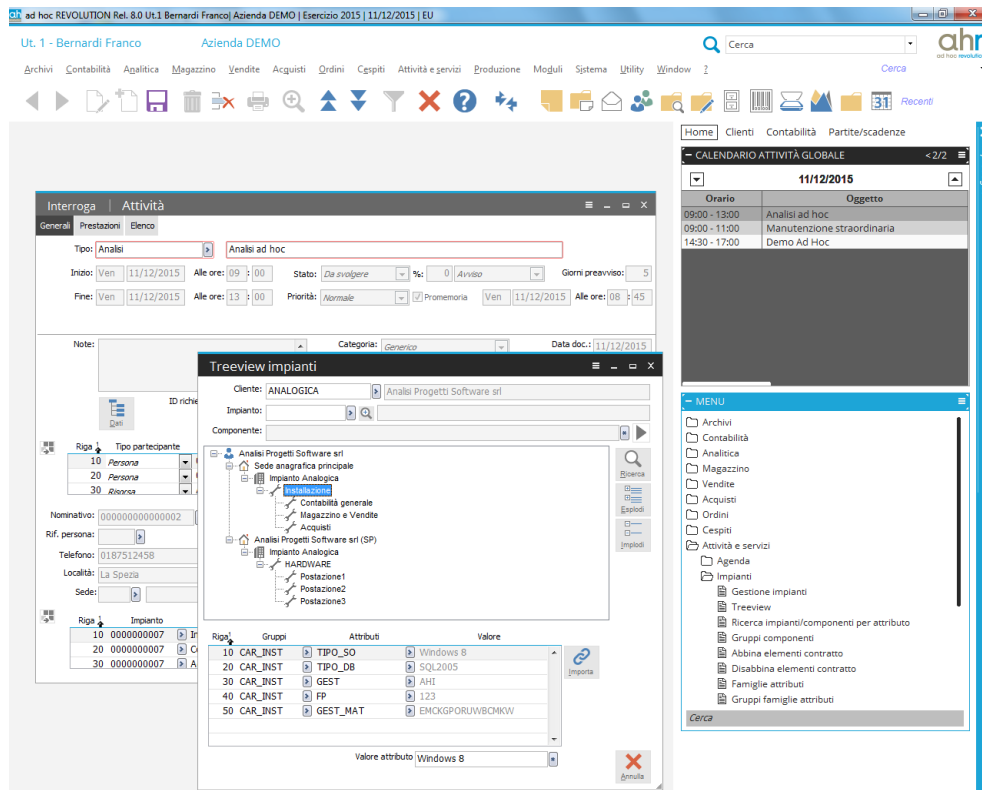 ah ad hoc REVOLUTION Rel. 8.0 Ut.1 Bernardi Franco| Azienda DEMO | Esercizio 2015 | 11/12/2015 | EU
Ut. 1 - Bernardi Franco Azienda DEMO Cerca
ad hoc revolution
Archivi Contabilità Analitica Magazzino Vendite Acquisti Ordini Cespiti Attività e servizi Produzione Moduli Sistema Utility Window ? Cerca
31 Recenti
Home Clienti Contabilità Partite/scadenze
CALENDARIO ATTIVITÀ GLOBALE <2/2
11/12/2015
Orario Oggetto
09:00 - 13:00 Analisi ad hoc
09:00 - 11:00 Manutenzione straordinaria
14:30 - 17:00 Demo Ad Hoc
Interroga | Attività
Generali Prestazioni Elenco
Tipo: Analisi Analisi ad hoc
Inizio: Ven 11/12/2015 Alle ore: 09 : 00 Stato: Da svolgere %: 0 Avviso Giorni preavviso: 5
Fine: Ven 11/12/2015 Alle ore: 13 : 00 Priorità: Normale Promemoria Ven 11/12/2015 Alle ore: 08 : 45
Note: Categoria: Generico Data doc.: 11/12/2015
Dati
ID richie
Riga Tipo partecipante
10 Persona
20 Persona
30 Risorsa
Nominativo: 000000000000002
Rif. persona:
Telefono: 0187512458
Località: La Spezia
Sede:
Riga Impianto
10 0000000007 In
20 0000000007 Co
30 0000000007 A
Treeview impianti
Cliente: ANALOGICA Analisi Progetti Software srl
Impianto:
Componente:
Analisi Progetti Software srl
Sede anagrafica principale
Impianto Analogica
Installazione
Contabilità generale
Magazzino e Vendite
Acquisti
Analisi Progetti Software srl (SP)
Impianto Analogica
HARDWARE
Postazione1
Postazione2
Postazione3
Ricerca
Esplodi
Implodi
Riga Gruppi Attributi Valore
10 CAR_INST TIPO_SO Windows 8
20 CAR_INST TIPO_DB SQL2005
30 CAR_INST GEST AHI
40 CAR_INST FP 123
50 CAR_INST GEST_MAT EMCKGPORUWBCMKW
Importa
Valore attributo Windows 8
Annulla
MENU
Archivi
Contabilità
Analitica
Magazzino
Vendite
Acquisti
Ordini
Cespiti
Attività e servizi
Agenda
Impianti
Gestione impianti
Treeview
Ricerca impianti/componenti per attributo
Gruppi componenti
Abbina elementi contratto
Disabbina elementi contratto
Famiglie attributi
Gruppi famiglie attributi
Cerca